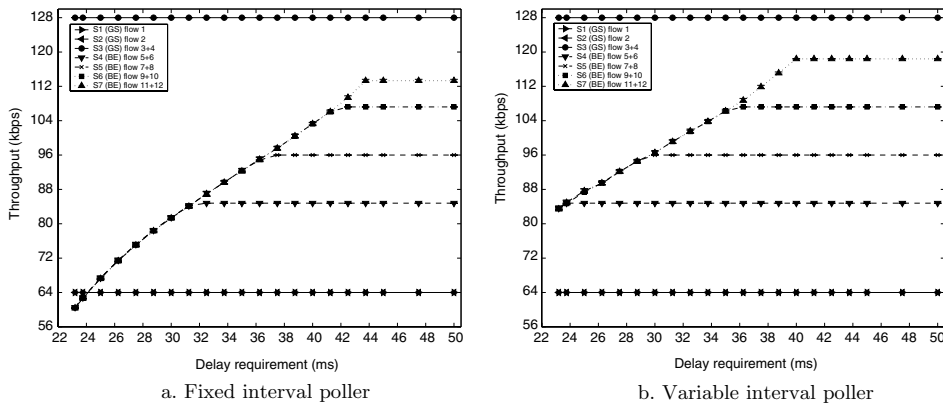 128
120
112
104
96
88
80
72
64
56
Throughput (kbps)
S1 (GS) flow 1
S2 (GS) flow 2
S3 (GS) flow 3+4
S4 (BE) flow 5+6
S5 (BE) flow 7+8
S6 (BE) flow 9+10
S7 (BE) flow 11+12
22 24 26 28 30 32 34 36 38 40 42 44 46 48 50
Delay requirement (ms)
a. Fixed interval poller
128
120
112
104
96
88
80
72
64
56
Throughput (kbps)
S1 (GS) flow 1
S2 (GS) flow 2
S3 (GS) flow 3+4
S4 (BE) flow 5+6
S5 (BE) flow 7+8
S6 (BE) flow 9+10
S7 (BE) flow 11+12
22 24 26 28 30 32 34 36 38 40 42 44 46 48 50
Delay requirement (ms)
b. Variable interval poller